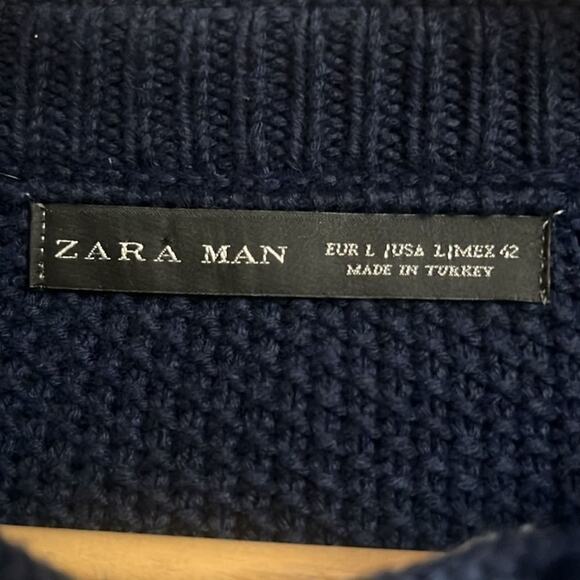 ZARA MAN
EUR L |USA L|MEX 42
MADE IN TURKEY